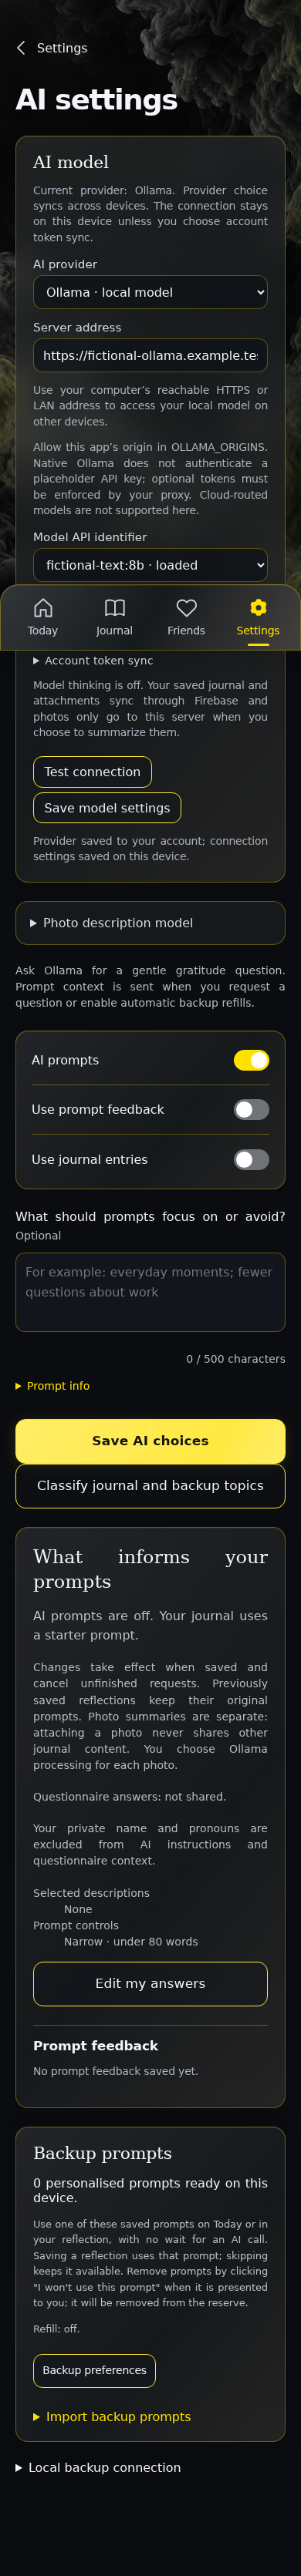 Settings
AI settings
AI model
Current provider: Ollama. Provider choice
syncs across devices. The connection stays
on this device unless you choose account
token sync.
AI provider
Ollama · local model
Server address
https://fictional-ollama.example.te
Use your computer's reachable HTTPS or
LAN address to access your local model on
other devices.
Allow this app's origin in OLLAMA_ORIGINS.
Native Ollama does not authenticate a
placeholder API key; optional tokens must
be enforced by your proxy. Cloud-routed
models are not supported here.
Model API identifier
fictional-text:8b · loaded
Today
Journal
Friends
Settings
Account token sync
Model thinking is off. Your saved journal and
attachments sync through Firebase and
photos only go to this server when you
choose to summarize them.
Test connection
Save model settings
Provider saved to your account; connection
settings saved on this device.
Photo description model
Ask Ollama for a gentle gratitude question.
Prompt context is sent when you request a
question or enable automatic backup refills.
AI prompts
Use prompt feedback
Use journal entries
What should prompts focus on or avoid?
Optional
For example: everyday moments; fewer
questions about work
0 / 500 characters
Prompt info
Save AI choices
Classify journal and backup topics
What informs your
prompts
AI prompts are off. Your journal uses
a starter prompt.
Changes take effect when saved and
cancel unfinished requests. Previously
saved reflections keep their original
prompts. Photo summaries are separate:
attaching a photo never shares other
journal content. You choose Ollama
processing for each photo.
Questionnaire answers: not shared.
Your private name and pronouns are
excluded from AI instructions and
questionnaire context.
Selected descriptions
None
Prompt controls
Narrow · under 80 words
Edit my answers
Prompt feedback
No prompt feedback saved yet.
Backup prompts
0 personalised prompts ready on this
device.
Use one of these saved prompts on Today or in
your reflection, with no wait for an AI call.
Saving a reflection uses that prompt; skipping
keeps it available. Remove prompts by clicking
"I won't use this prompt" when it is presented
to you; it will be removed from the reserve.
Refill: off.
Backup preferences
Import backup prompts
Local backup connection